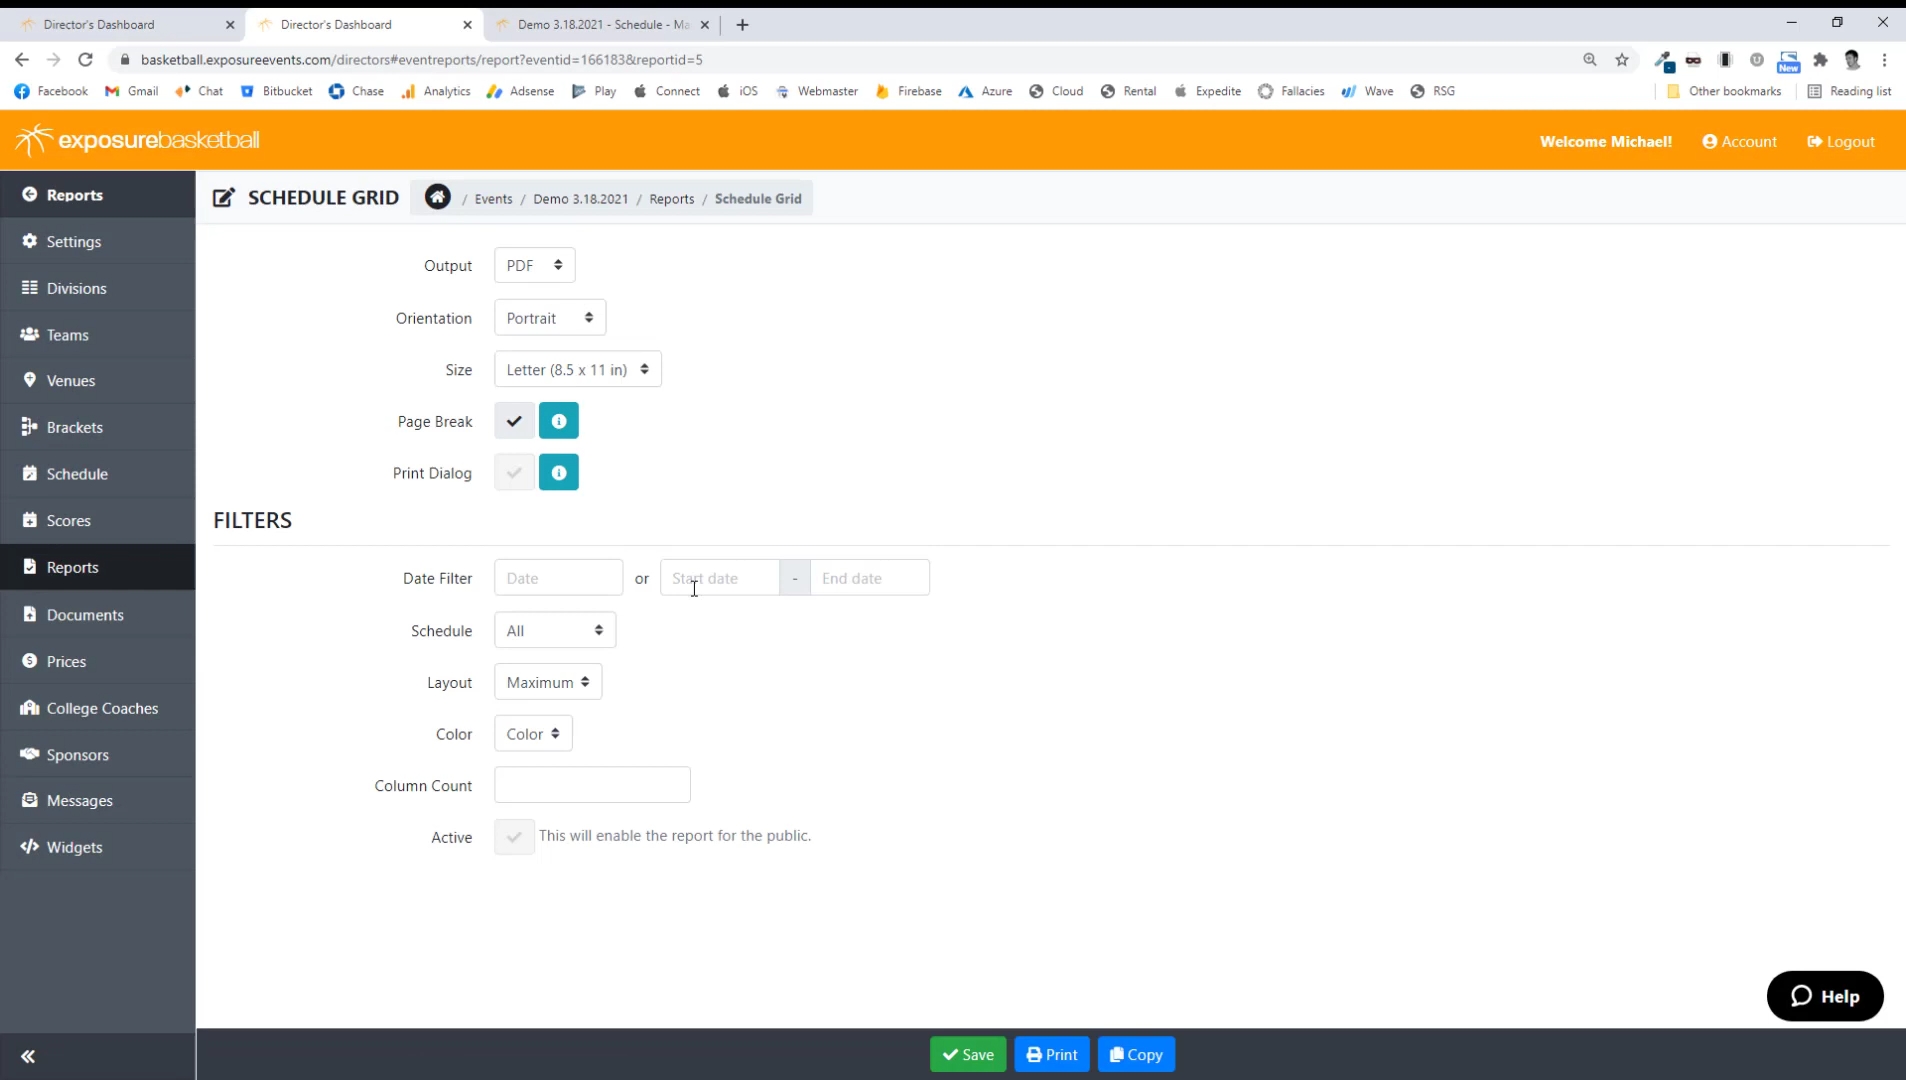 Director's Dashboard
Director's Dashboard
Demo 3.18.2021 - Schedule - Ma
basketball.exposureevents.com/directors#eventreports/report?eventid=166183&reportid=5
New
Facebook Gmail Chat Bitbucket Chase Analytics Adsense Play Connect iOS Webmaster Firebase Azure Cloud Rental Expedite Fallacies Wave RSG Other bookmarks Reading list
exposurebasketball
Welcome Michael! Account Logout
Reports
SCHEDULE GRID / Events / Demo 3.18.2021 / Reports / Schedule Grid
Settings
Divisions
Teams
Venues
Brackets
Schedule
Scores
Reports
Documents
Prices
College Coaches
Sponsors
Messages
Widgets
Output PDF
Orientation Portrait
Size Letter (8.5 x 11 in)
Page Break
Print Dialog
FILTERS
Date Filter Date or Start date - End date
Schedule All
Layout Maximum
Color Color
Column Count
Active This will enable the report for the public.
Help
Save Print Copy